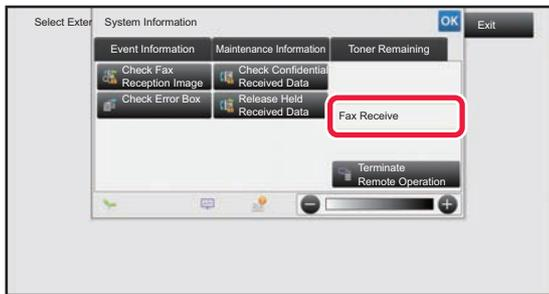 Select Exter
System Information
OK
Exit
Event Information
Maintenance Information
Toner Remaining
Check Fax
Reception Image
Check Confidential
Received Data
Check Error Box
Release Held
Received Data
Fax Receive
Terminate
Remote Operation